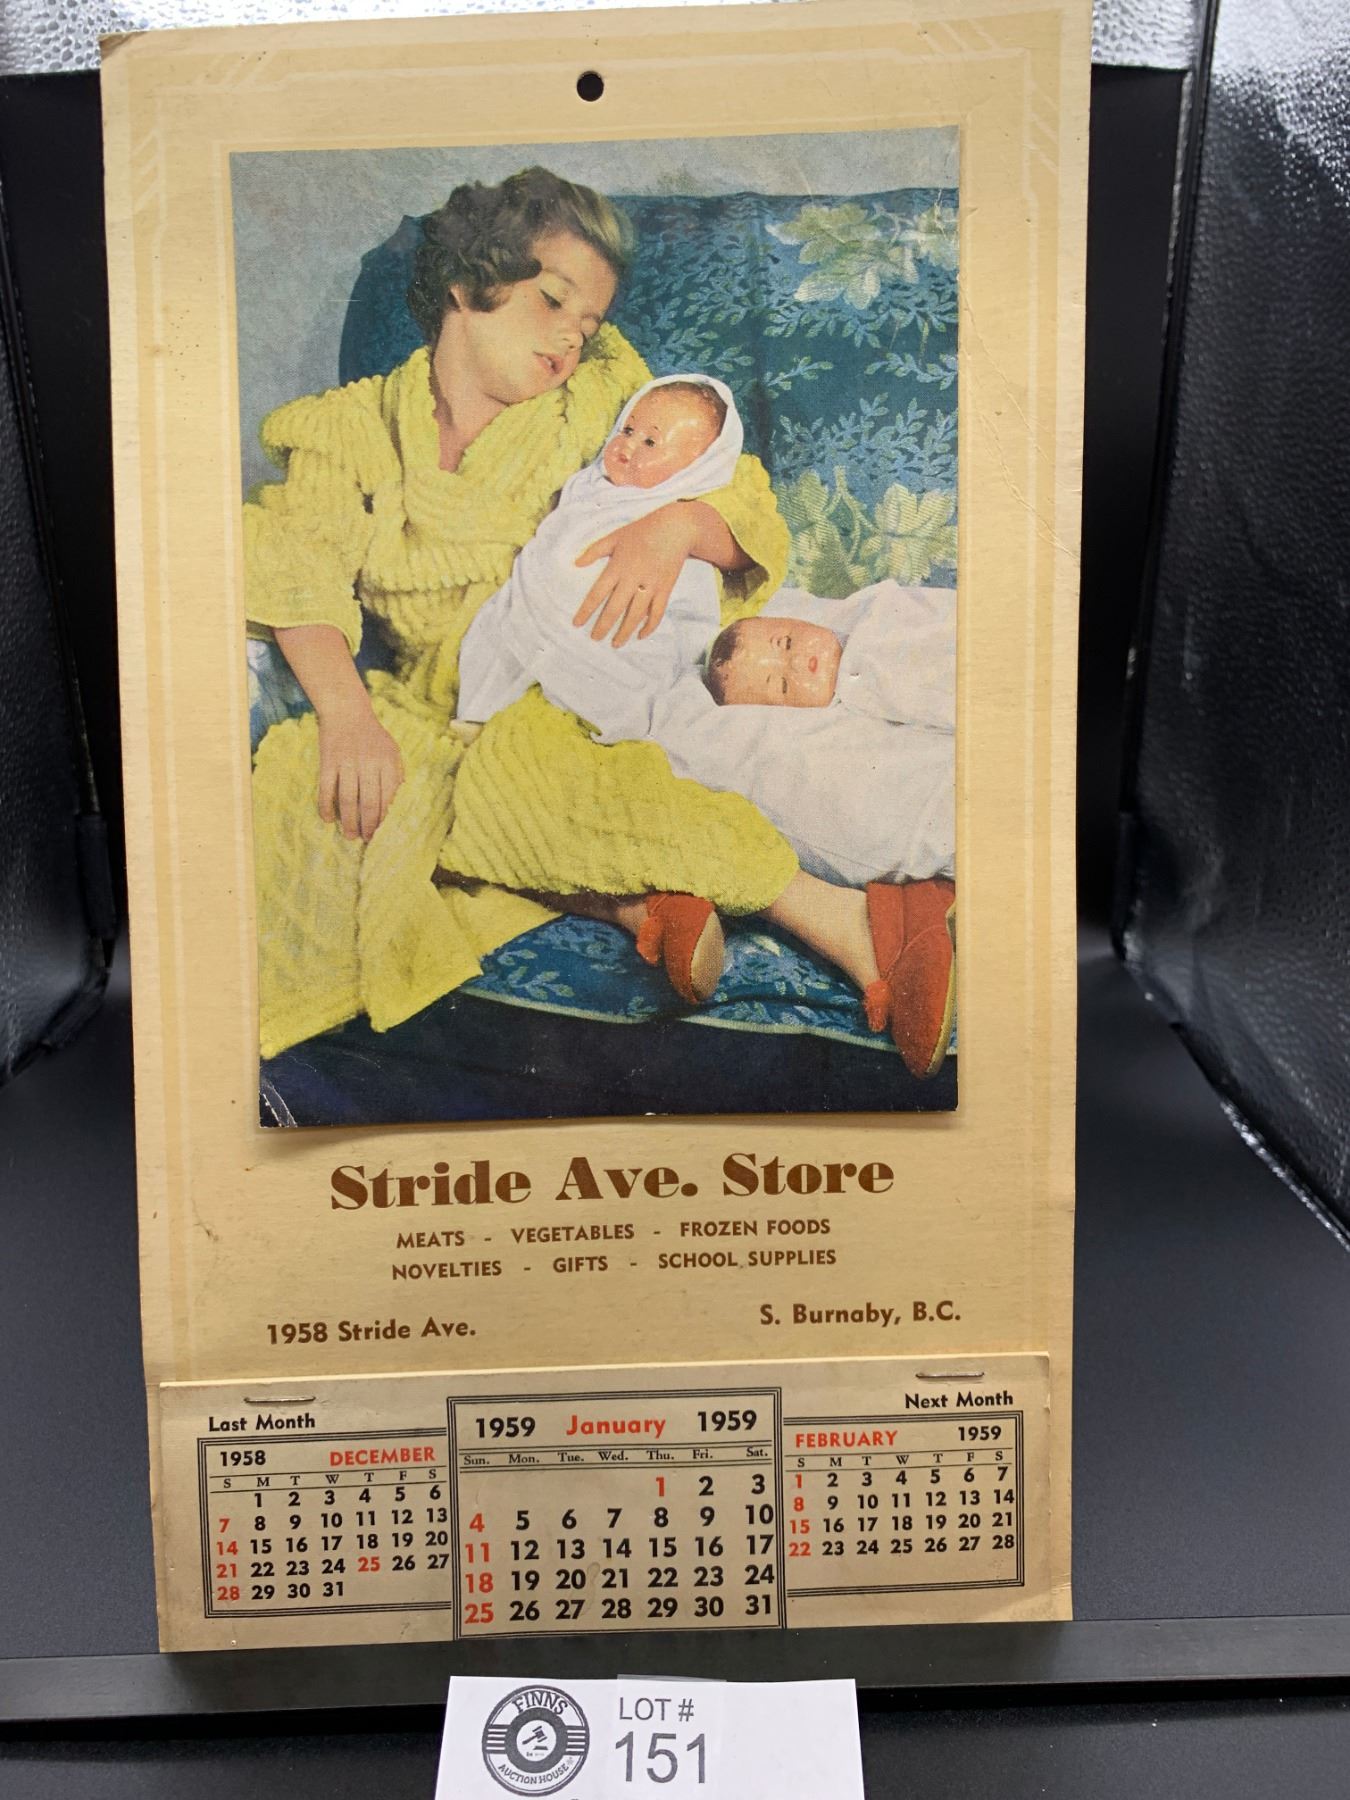 Stride Ave. Store
MEATS - VEGETABLES - FROZEN FOODS
NOVELTIES - GIFTS - SCHOOL SUPPLIES
1958 Stride Ave. S. Burnaby, B.C.
Last Month
1958 DECEMBER
S M T W T F S
1 2 3 4 5 6
7 8 9 10 11 12 13
14 15 16 17 18 19 20
21 22 23 24 25 26 27
28 29 30 31
1959 January 1959
Sun. Mon. Tue. Wed. Thu. Fri. Sat.
1 2 3
4 5 6 7 8 9 10
11 12 13 14 15 16 17
18 19 20 21 22 23 24
25 26 27 28 29 30 31
Next Month
FEBRUARY 1959
S M T W T F S
1 2 3 4 5 6 7
8 9 10 11 12 13 14
15 16 17 18 19 20 21
22 23 24 25 26 27 28
FINNS
AUCTION HOUSE
LOT #
151